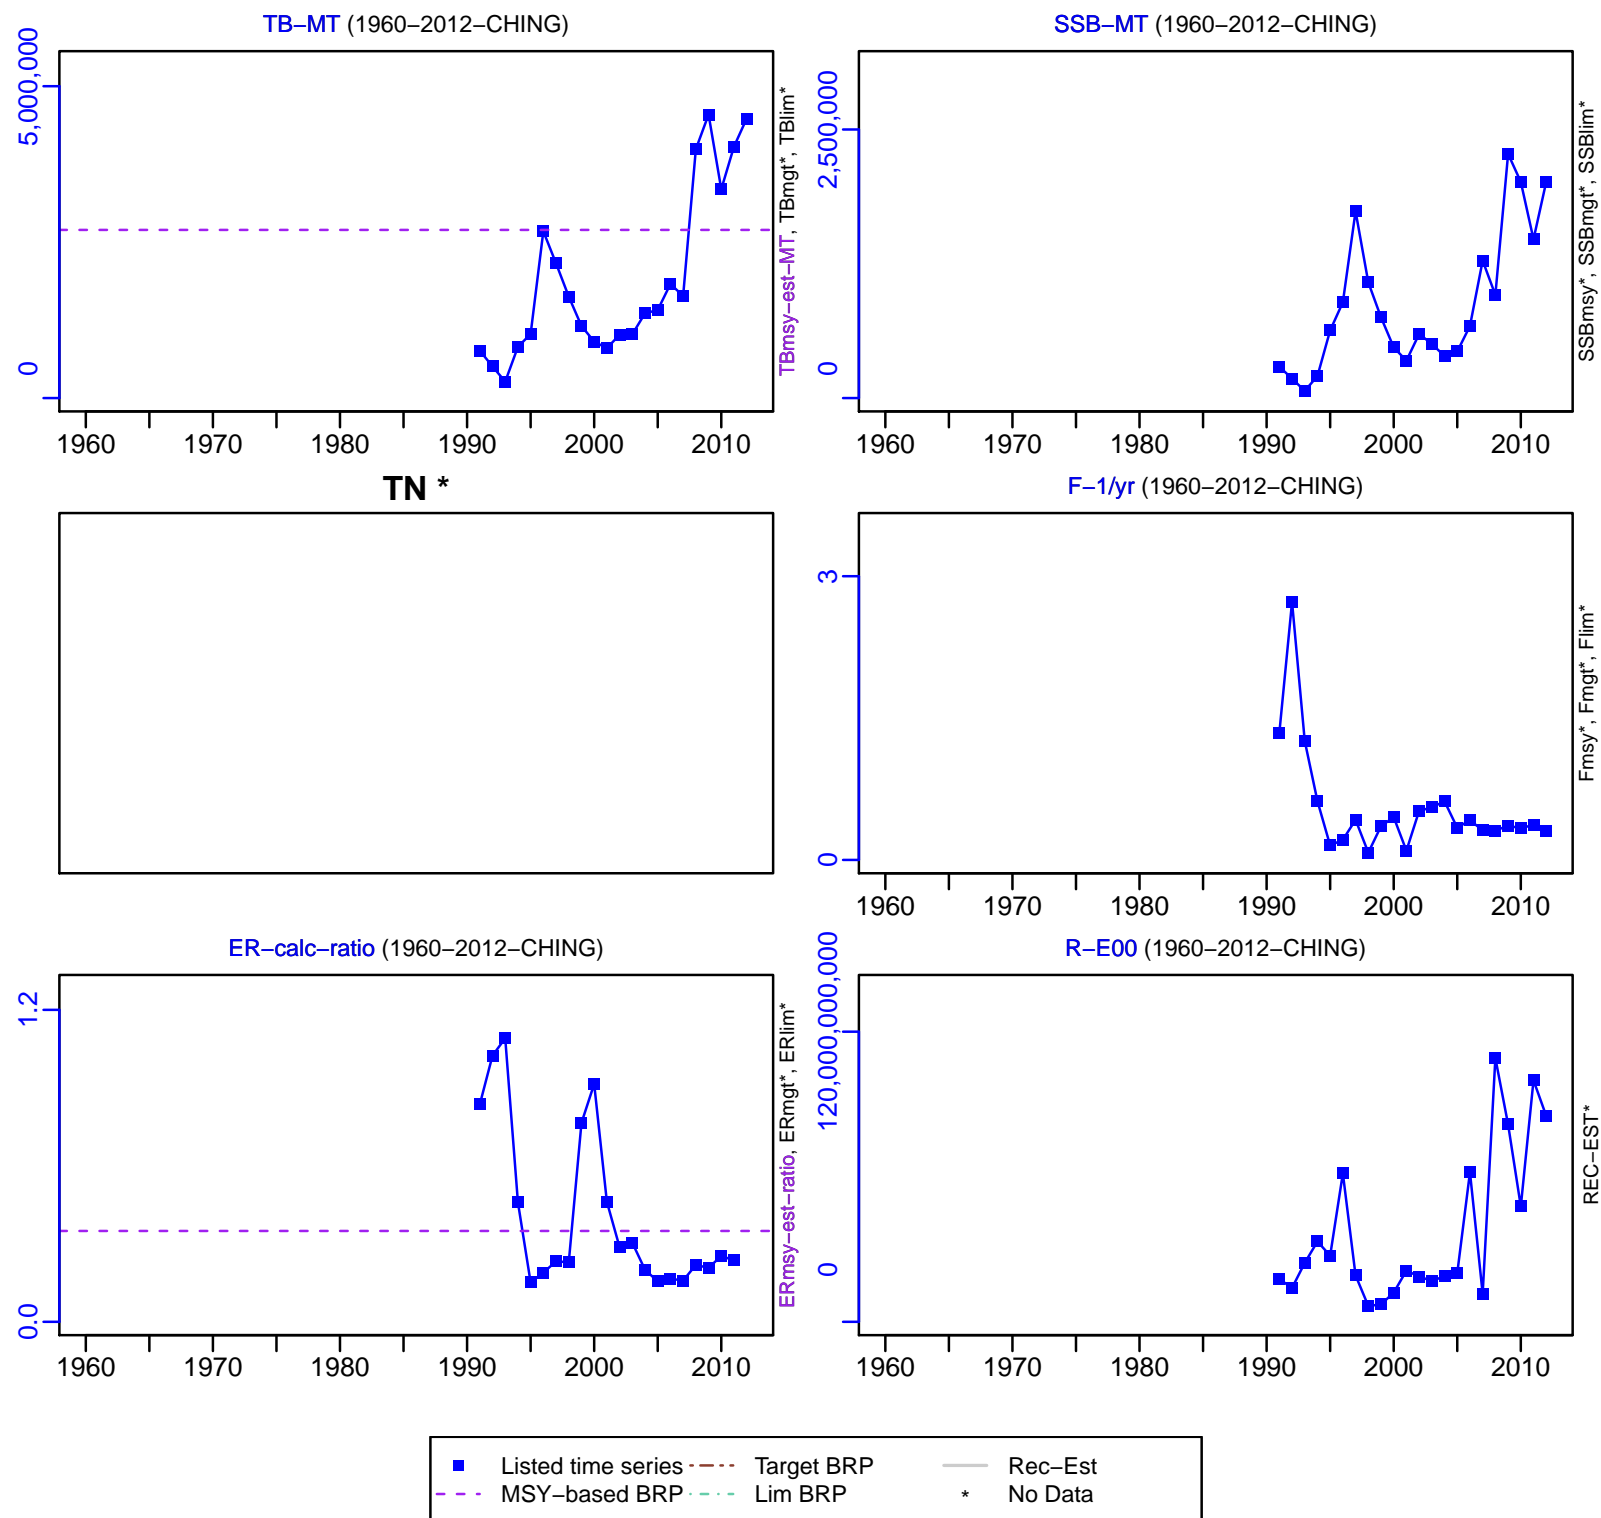 TB−MT (1960−2012−CHING)
5,000,000
0
TBmsy−est−MT, TBmgt*, TBlim*
1960 1970 1980 1990 2000 2010
SSB−MT (1960−2012−CHING)
2,500,000
0
SSBmsy*, SSBmgt*, SSBlim*
1960 1970 1980 1990 2000 2010
TN *
F−1/yr (1960−2012−CHING)
3
0
Fmsy*, Fmgt*, Flim*
1960 1970 1980 1990 2000 2010
ER−calc−ratio (1960−2012−CHING)
1.2
0.0
ERmsy−est−ratio, ERmgt*, ERlim*
1960 1970 1980 1990 2000 2010
R−E00 (1960−2012−CHING)
120,000,000,000
0
REC−EST*
1960 1970 1980 1990 2000 2010
Listed time series Target BRP Rec−Est
MSY−based BRP Lim BRP * No Data